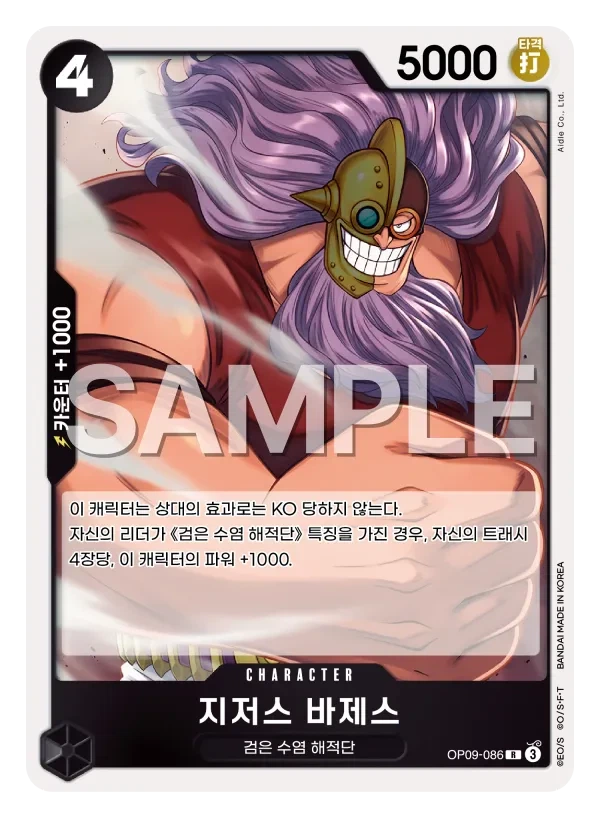 4
5000
타격
打
Aidle Co., Ltd.
카운터 +1000
SAMPLE
이 캐릭터는 상대의 효과로는 KO 당하지 않는다.
자신의 리더가 《검은 수염 해적단》 특징을 가진 경우, 자신의 트래시
4장당, 이 캐릭터의 파워 +1000.
BANDAI MADE IN KOREA
©EO/S ©O/S·F·T
CHARACTER
지저스 바제스
검은 수염 해적단
OP09-086 R 3